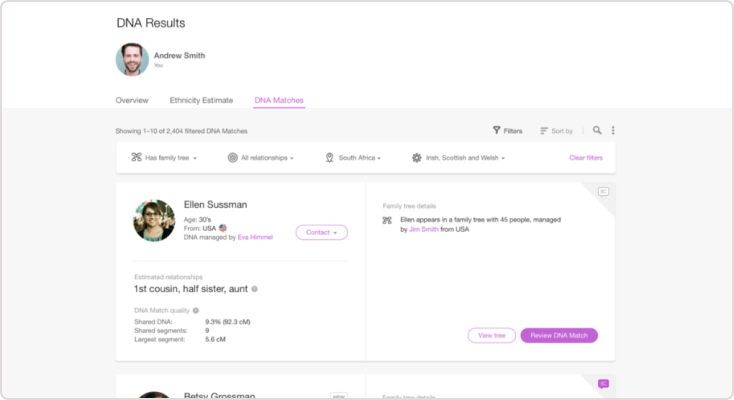 DNA Results
Andrew Smith
You
Overview Ethnicity Estimate DNA Matches
Showing 1–10 of 2,404 filtered DNA Matches
Filters Sort by
Has family tree All relationships South Africa Irish, Scottish and Welsh Clear filters
Ellen Sussman
Age: 30's
From: USA
DNA managed by Eva Himmel
Contact
Family tree details
Ellen appears in a family tree with 45 people, managed
by Jim Smith from USA
Estimated relationships
1st cousin, half sister, aunt
DNA Match quality
Shared DNA: 9.3% (92.3 cM)
Shared segments: 9
Largest segment: 5.6 cM
View tree Review DNA Match
Betsy Grossman NEW
Family tree details